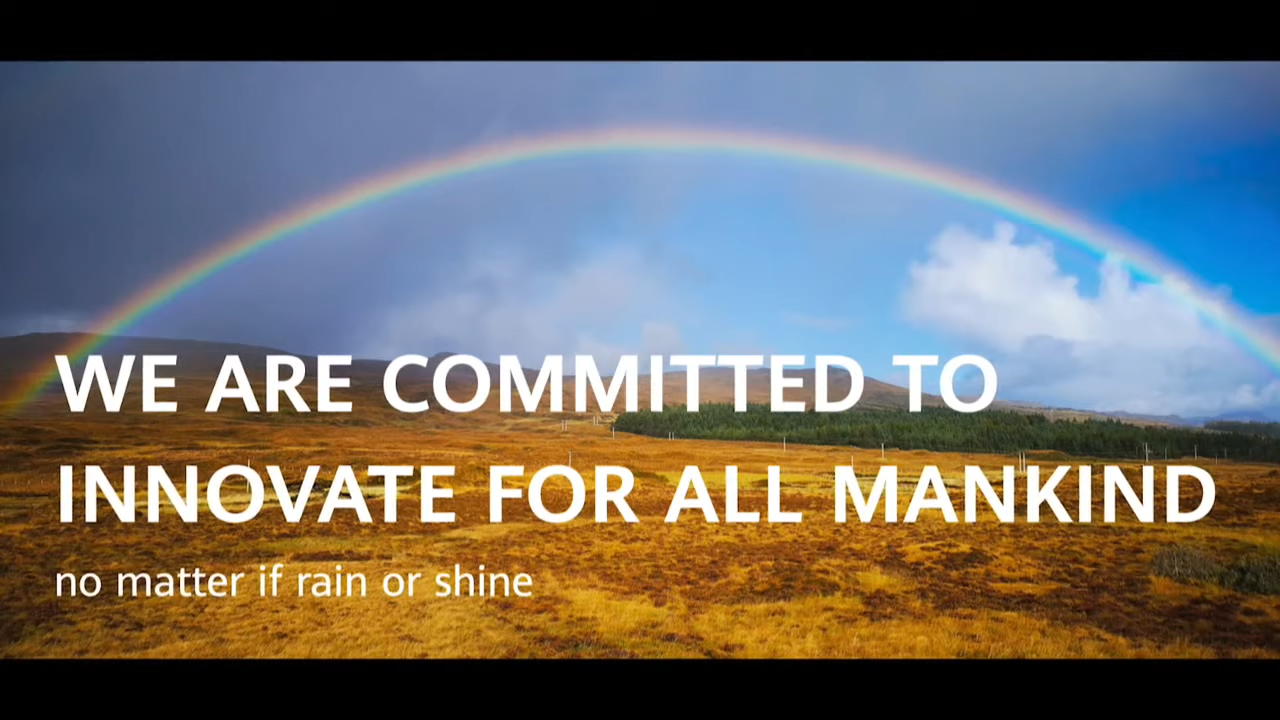 WE ARE COMMITTED TO
INNOVATE FOR ALL MANKIND
no matter if rain or shine